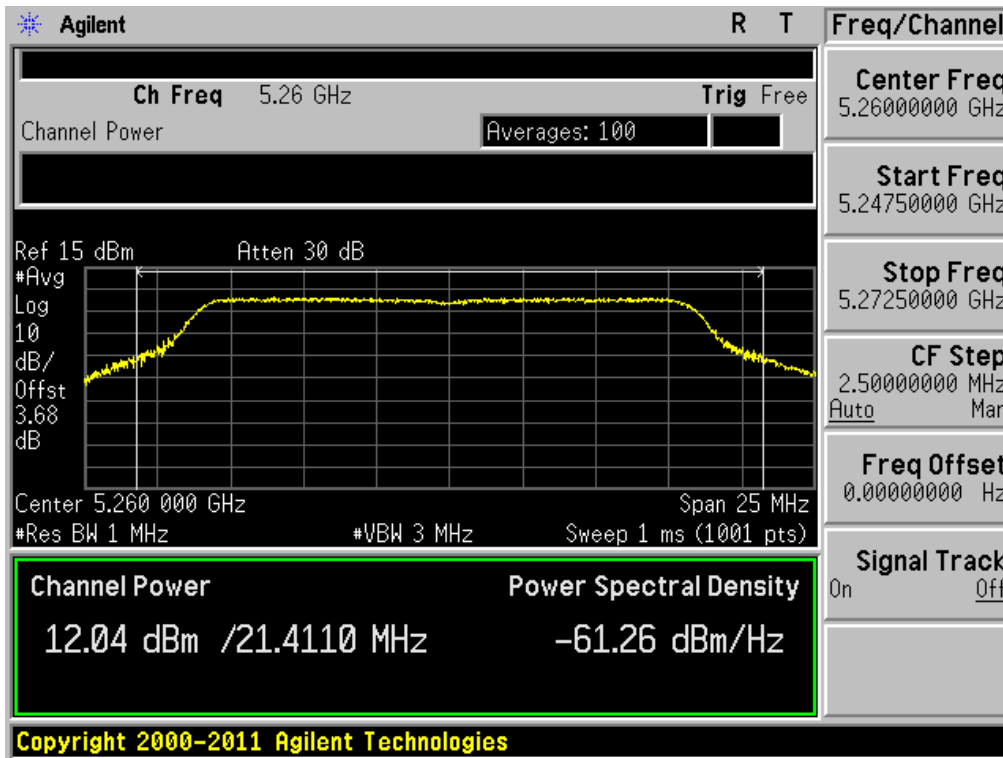 Agilent R T Freq/Channel
Ch Freq 5.26 GHz Trig Free
Channel Power Averages: 100
Center Freq
5.26000000 GHz
Start Freq
5.24750000 GHz
Stop Freq
5.27250000 GHz
CF Step
2.50000000 MHz
Auto Man
Freq Offset
0.00000000 Hz
Signal Track
On Off
Ref 15 dBm Atten 30 dB
#Avg
Log
10
dB/
Offst
3.68
dB
Center 5.260 000 GHz Span 25 MHz
#Res BW 1 MHz #VBW 3 MHz Sweep 1 ms (1001 pts)
Channel Power Power Spectral Density
12.04 dBm /21.4110 MHz -61.26 dBm/Hz
Copyright 2000-2011 Agilent Technologies